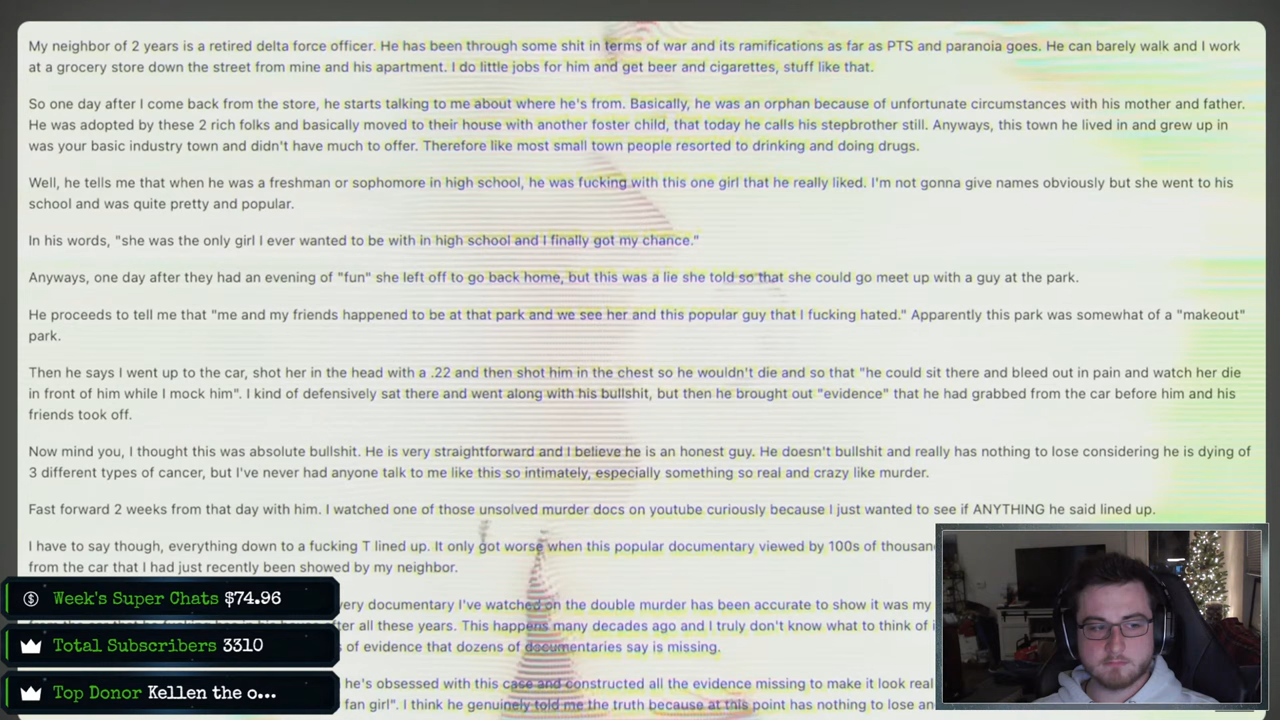 My neighbor of 2 years is a retired delta force officer. He has been through some shit in terms of war and its ramifications as far as PTS and paranoia goes. He can barely walk and I work
at a grocery store down the street from mine and his apartment. I do little jobs for him and get beer and cigarettes, stuff like that.
So one day after I come back from the store, he starts talking to me about where he's from. Basically, he was an orphan because of unfortunate circumstances with his mother and father.
He was adopted by these 2 rich folks and basically moved to their house with another foster child, that today he calls his stepbrother still. Anyways, this town he lived in and grew up in
was your basic industry town and didn't have much to offer. Therefore like most small town people resorted to drinking and doing drugs.
Well, he tells me that when he was a freshman or sophomore in high school, he was fucking with this one girl that he really liked. I'm not gonna give names obviously but she went to his
school and was quite pretty and popular.
In his words, "she was the only girl I ever wanted to be with in high school and I finally got my chance."
Anyways, one day after they had an evening of "fun" she left off to go back home, but this was a lie she told so that she could go meet up with a guy at the park.
He proceeds to tell me that "me and my friends happened to be at that park and we see her and this popular guy that I fucking hated." Apparently this park was somewhat of a "makeout"
park.
Then he says I went up to the car, shot her in the head with a .22 and then shot him in the chest so he wouldn't die and so that "he could sit there and bleed out in pain and watch her die
in front of him while I mock him". I kind of defensively sat there and went along with his bullshit, but then he brought out "evidence" that he had grabbed from the car before him and his
friends took off.
Now mind you, I thought this was absolute bullshit. He is very straightforward and I believe he is an honest guy. He doesn't bullshit and really has nothing to lose considering he is dying of
3 different types of cancer, but I've never had anyone talk to me like this so intimately, especially something so real and crazy like murder.
Fast forward 2 weeks from that day with him. I watched one of those unsolved murder docs on youtube curiously because I just wanted to see if ANYTHING he said lined up.
I have to say though, everything down to a fucking T lined up. It only got worse when this popular documentary viewed by 100s of
from the car that I had just recently been showed by my neighbor.
documentary I've watched on the double murder has been accurate to show it was my
after all these years. This happens many decades ago and I truly don't know what to think of
of evidence that dozens of documentaries say is missing.
he's obsessed with this case and constructed all the evidence missing to make it look real
fan girl". I think he genuinely told me the truth because at this point has nothing to lose
Week's Super Chats $74.96
Total Subscribers 3310
Top Donor Kellen the o...